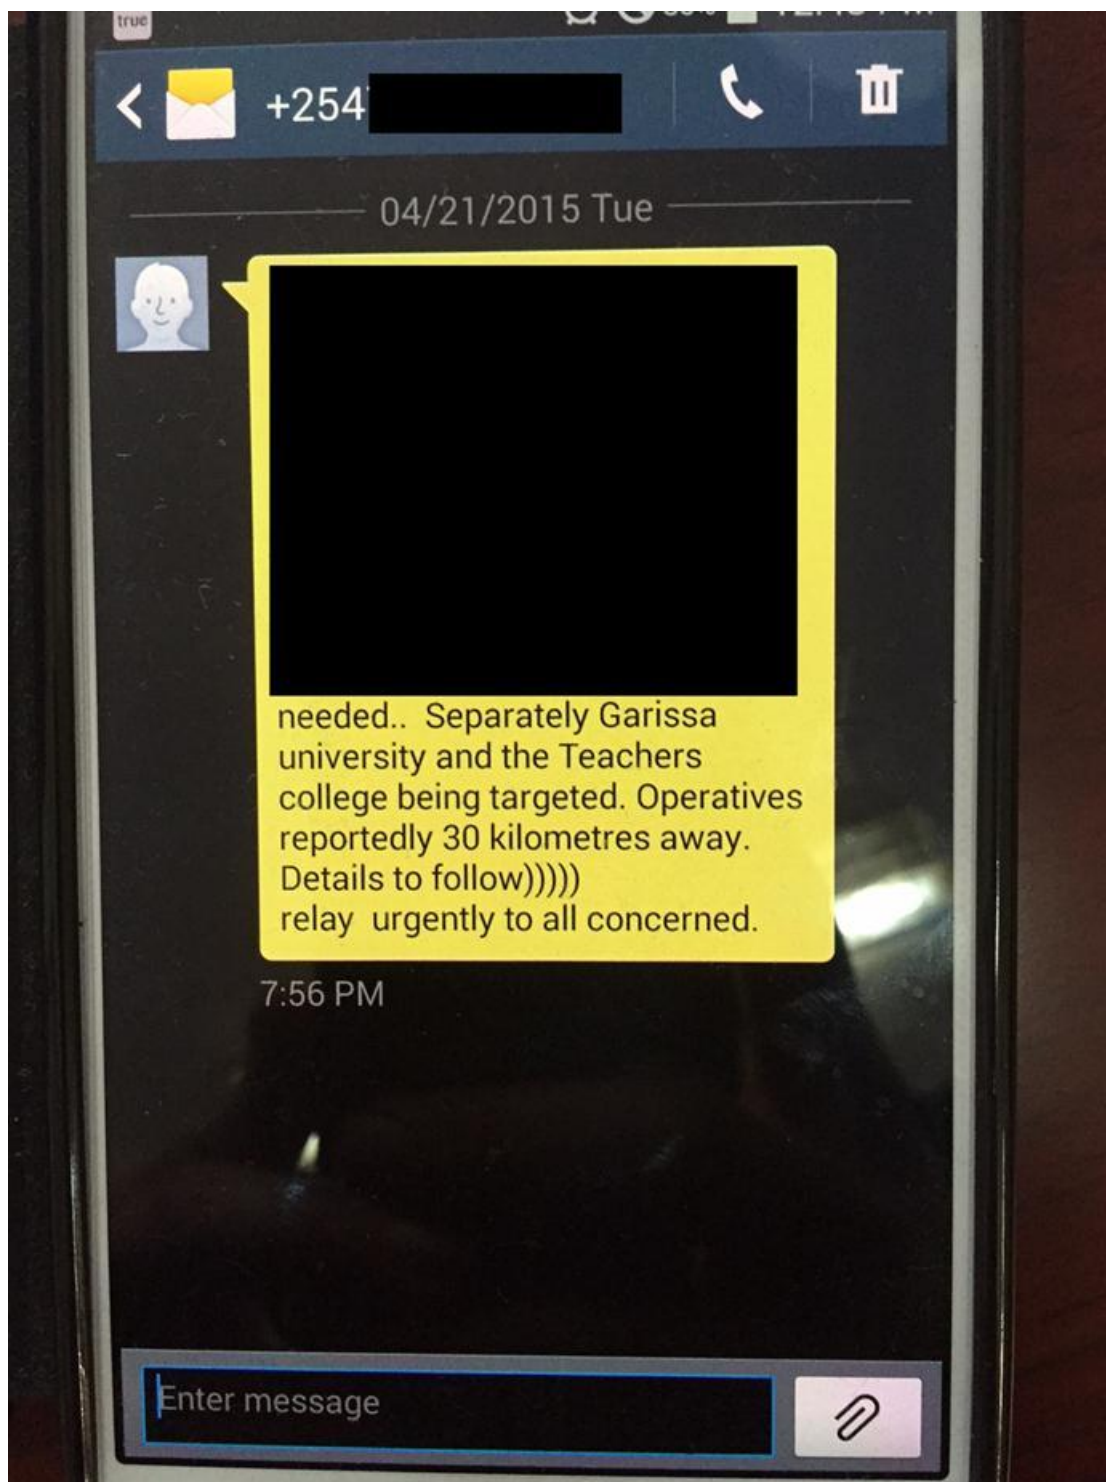 true
+254
04/21/2015 Tue
needed.. Separately Garissa
university and the Teachers
college being targeted. Operatives
reportedly 30 kilometres away.
Details to follow)))))
relay urgently to all concerned.
7:56 PM
Enter message